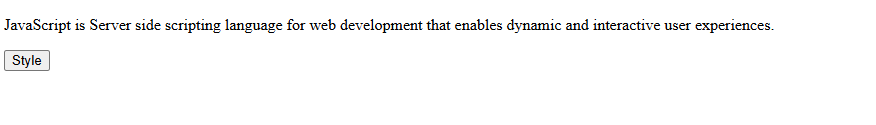 JavaScript is Server side scripting language for web development that enables dynamic and interactive user experiences.
Style